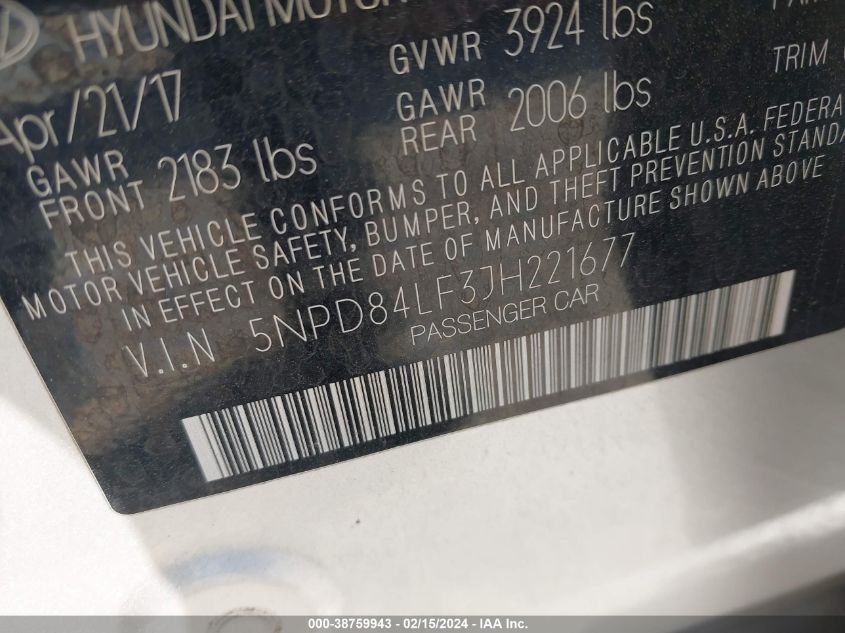 HYUNDAI MOTOR
Apr/21/17
GVWR 3924 lbs
GAWR FRONT 2183 lbs
GAWR REAR 2006 lbs
TRIM
THIS VEHICLE CONFORMS TO ALL APPLICABLE U.S.A. FEDERA
MOTOR VEHICLE SAFETY, BUMPER, AND THEFT PREVENTION STANDA
IN EFFECT ON THE DATE OF MANUFACTURE SHOWN ABOVE
V.I.N 5NPD84LF3JH221677
PASSENGER CAR
000-38759943 - 02/15/2024 - IAA Inc.